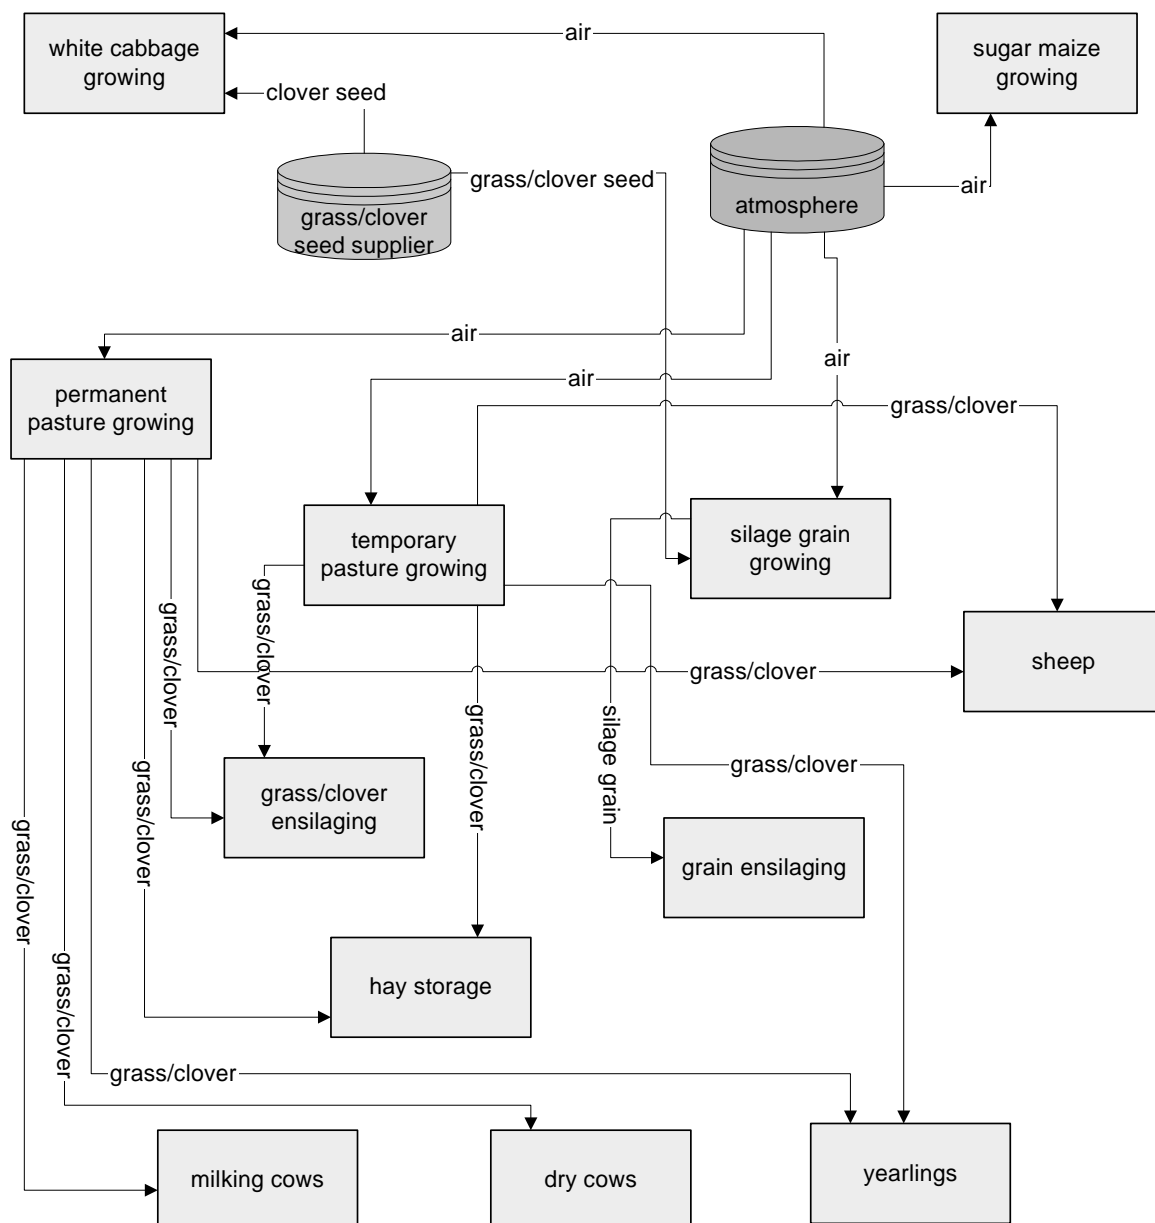 air
white cabbage
growing
sugar maize
growing
clover seed
grass/clover seed
air
atmosphere
grass/clover
seed supplier
air
air
air
permanent
pasture growing
grass/clover
temporary
pasture growing
silage grain
growing
grass/clover
grass/clover
sheep
grass/clover
grass/clover
silage grain
grass/clover
grass/clover
grass/clover
ensilaging
grass/clover
grass/clover
grain ensilaging
hay storage
grass/clover
grass/clover
milking cows
dry cows
yearlings